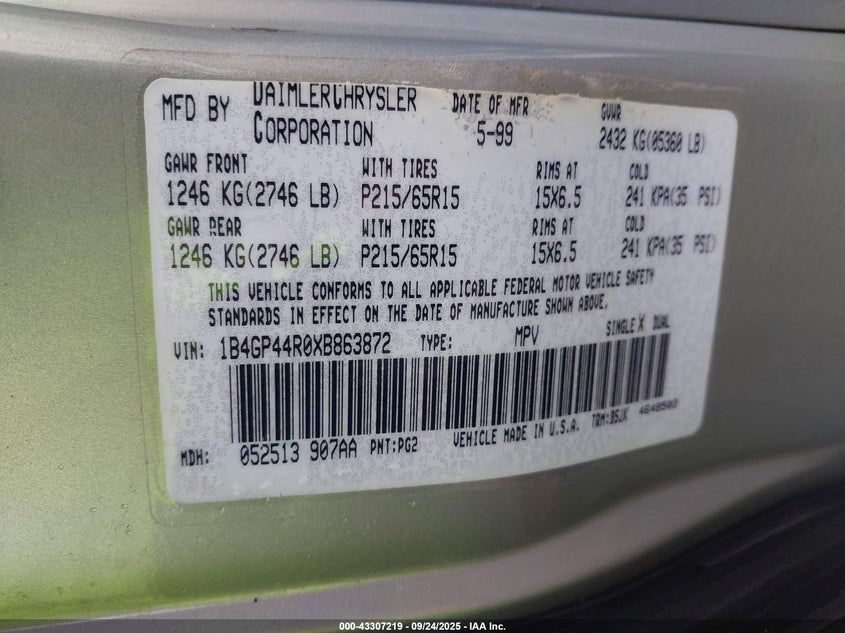 MFD BY DAIMLERCHRYSLER CORPORATION DATE OF MFR 5-99 GVWR 2432 KG(05360 LB)
GAWR FRONT WITH TIRES RIMS AT COLD
1246 KG(2746 LB) P215/65R15 15X6.5 241 KPA(35 PSI)
GAWR REAR WITH TIRES RIMS AT COLD
1246 KG(2746 LB) P215/65R15 15X6.5 241 KPA(35 PSI)
THIS VEHICLE CONFORMS TO ALL APPLICABLE FEDERAL MOTOR VEHICLE SAFETY
STANDARDS IN EFFECT ON THE DATE OF MANUFACTURE SHOWN ABOVE.
VIN: 1B4GP44R0XB863872 TYPE: MPV SINGLE X DUAL
MDH: 052513 907AA PNT:PG2 VEHICLE MADE IN U.S.A. TRM:B5JK 4648503
000-43307219 - 09/24/2025 - IAA Inc.